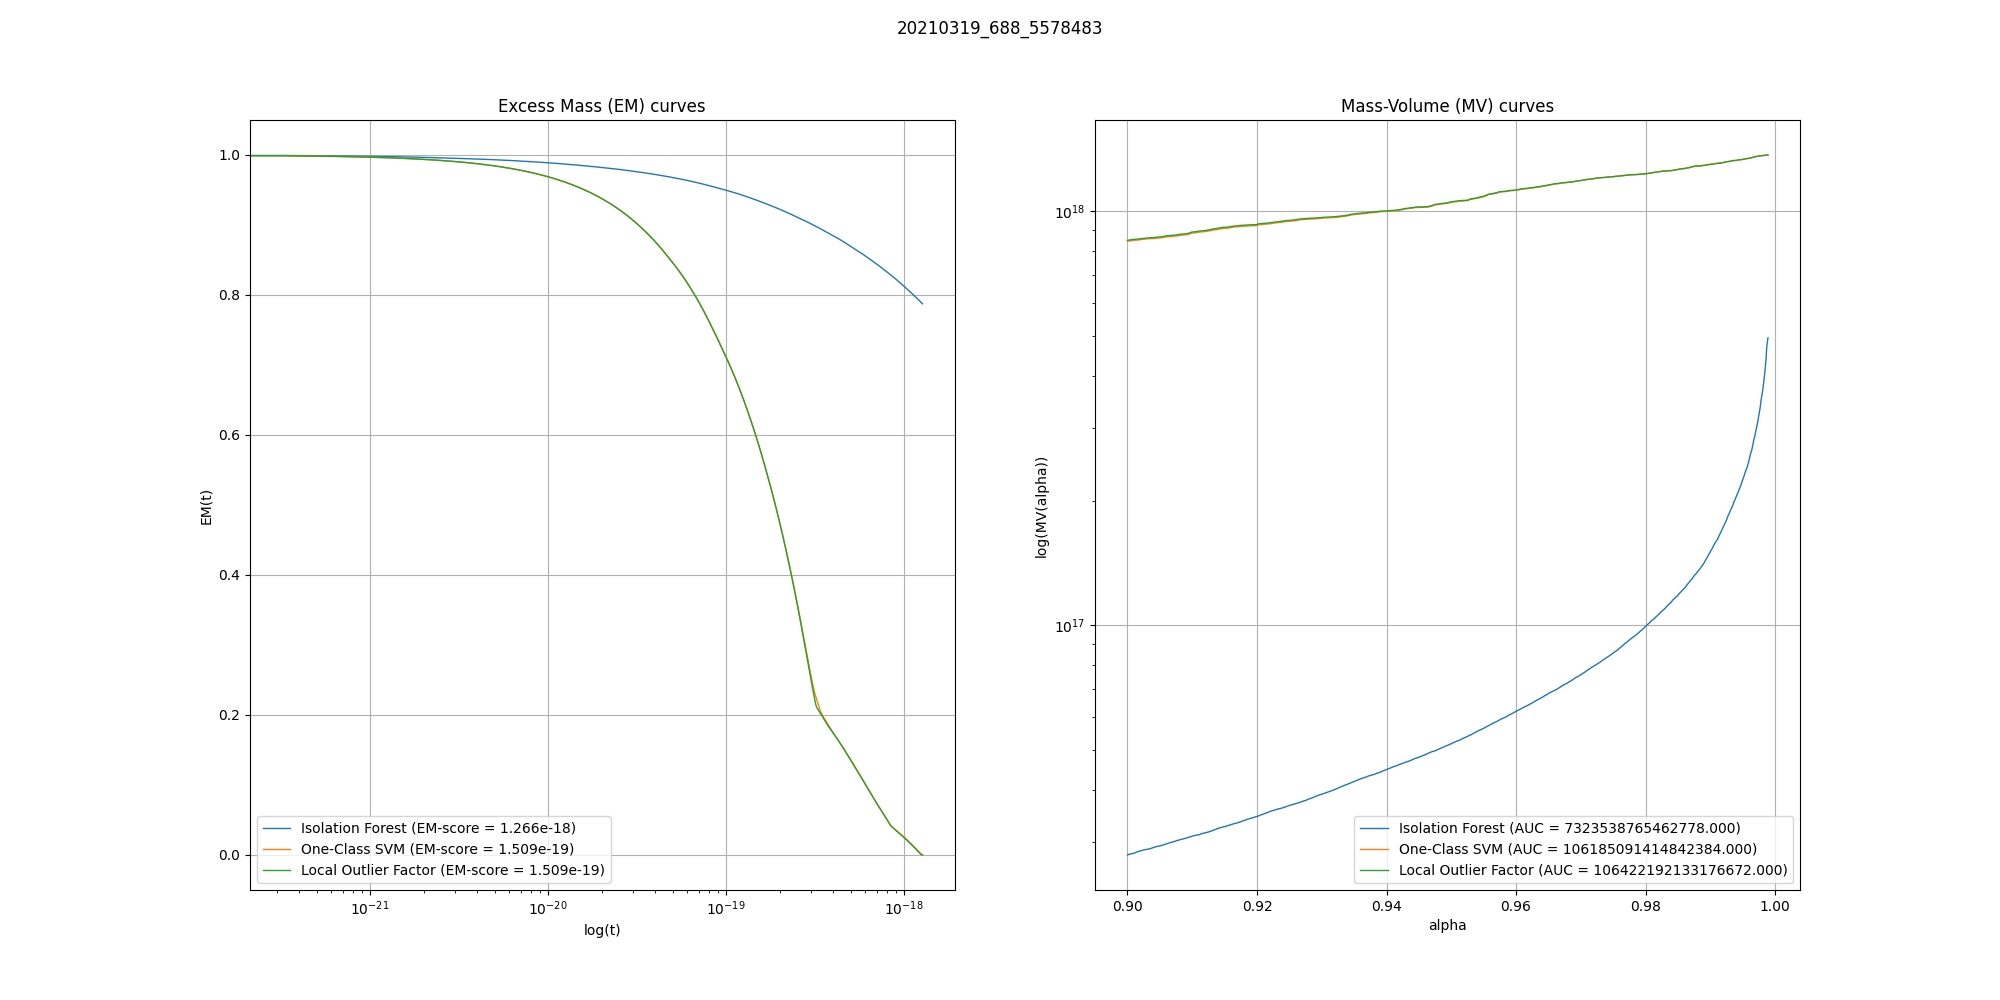 20210319_688_5578483
Excess Mass (EM) curves
EM(t)
1.0
0.8
0.6
0.4
0.2
0.0
Isolation Forest (EM-score = 1.266e-18)
One-Class SVM (EM-score = 1.509e-19)
Local Outlier Factor (EM-score = 1.509e-19)
10⁻²¹ 10⁻²⁰ 10⁻¹⁹ 10⁻¹⁸
log(t)
Mass-Volume (MV) curves
log(MV(alpha))
10¹⁸
10¹⁷
Isolation Forest (AUC = 7323538765462778.000)
One-Class SVM (AUC = 106185091414842384.000)
Local Outlier Factor (AUC = 106422192133176672.000)
0.90 0.92 0.94 0.96 0.98 1.00
alpha